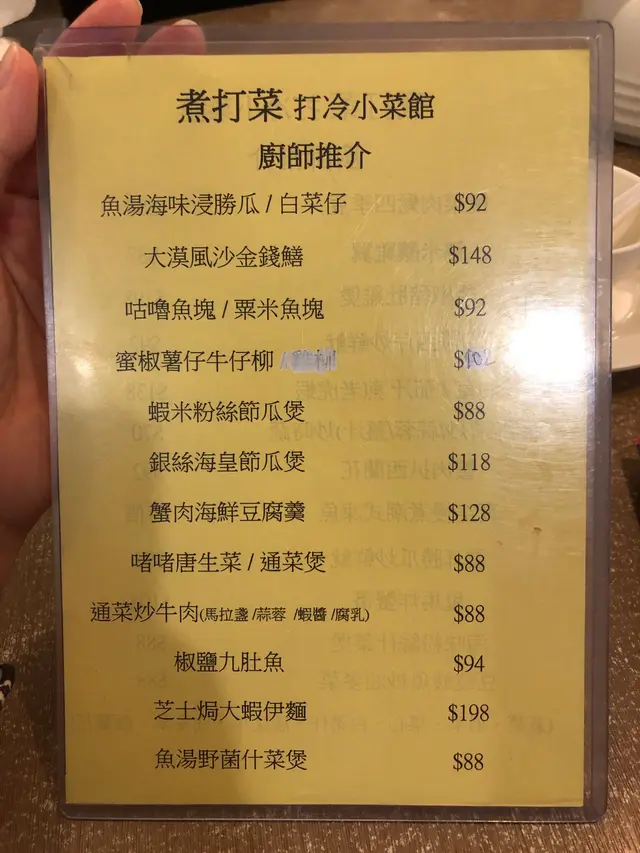 煮打菜 打冷小菜館
廚師推介
魚湯海味浸勝瓜 / 白菜仔 $92
大漠風沙金錢鱔 $148
咕嚕魚塊 / 粟米魚塊 $92
蜜椒薯仔牛仔柳 $102
蝦米粉絲節瓜煲 $88
銀絲海皇節瓜煲 $118
蟹肉海鮮豆腐羹 $128
啫啫唐生菜 / 通菜煲 $88
通菜炒牛肉(馬拉盞 /蒜蓉 /蝦醬 /腐乳) $88
椒鹽九肚魚 $94
芝士焗大蝦伊麵 $198
魚湯野菌什菜煲 $88